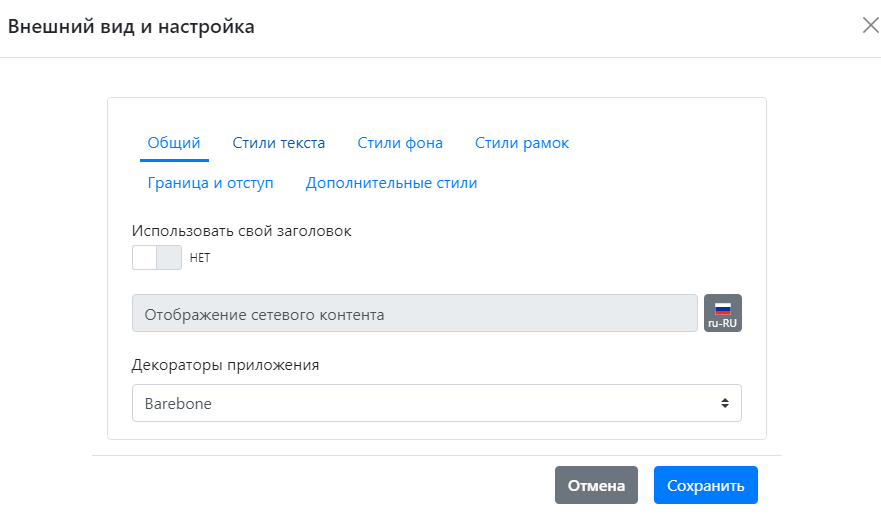 Внешний вид и настройка
Общий Стили текста Стили фона Стили рамок
Граница и отступ Дополнительные стили
Использовать свой заголовок
НЕТ
Отображение сетевого контента
ru-RU
Декораторы приложения
Barebone
Отмена Сохранить